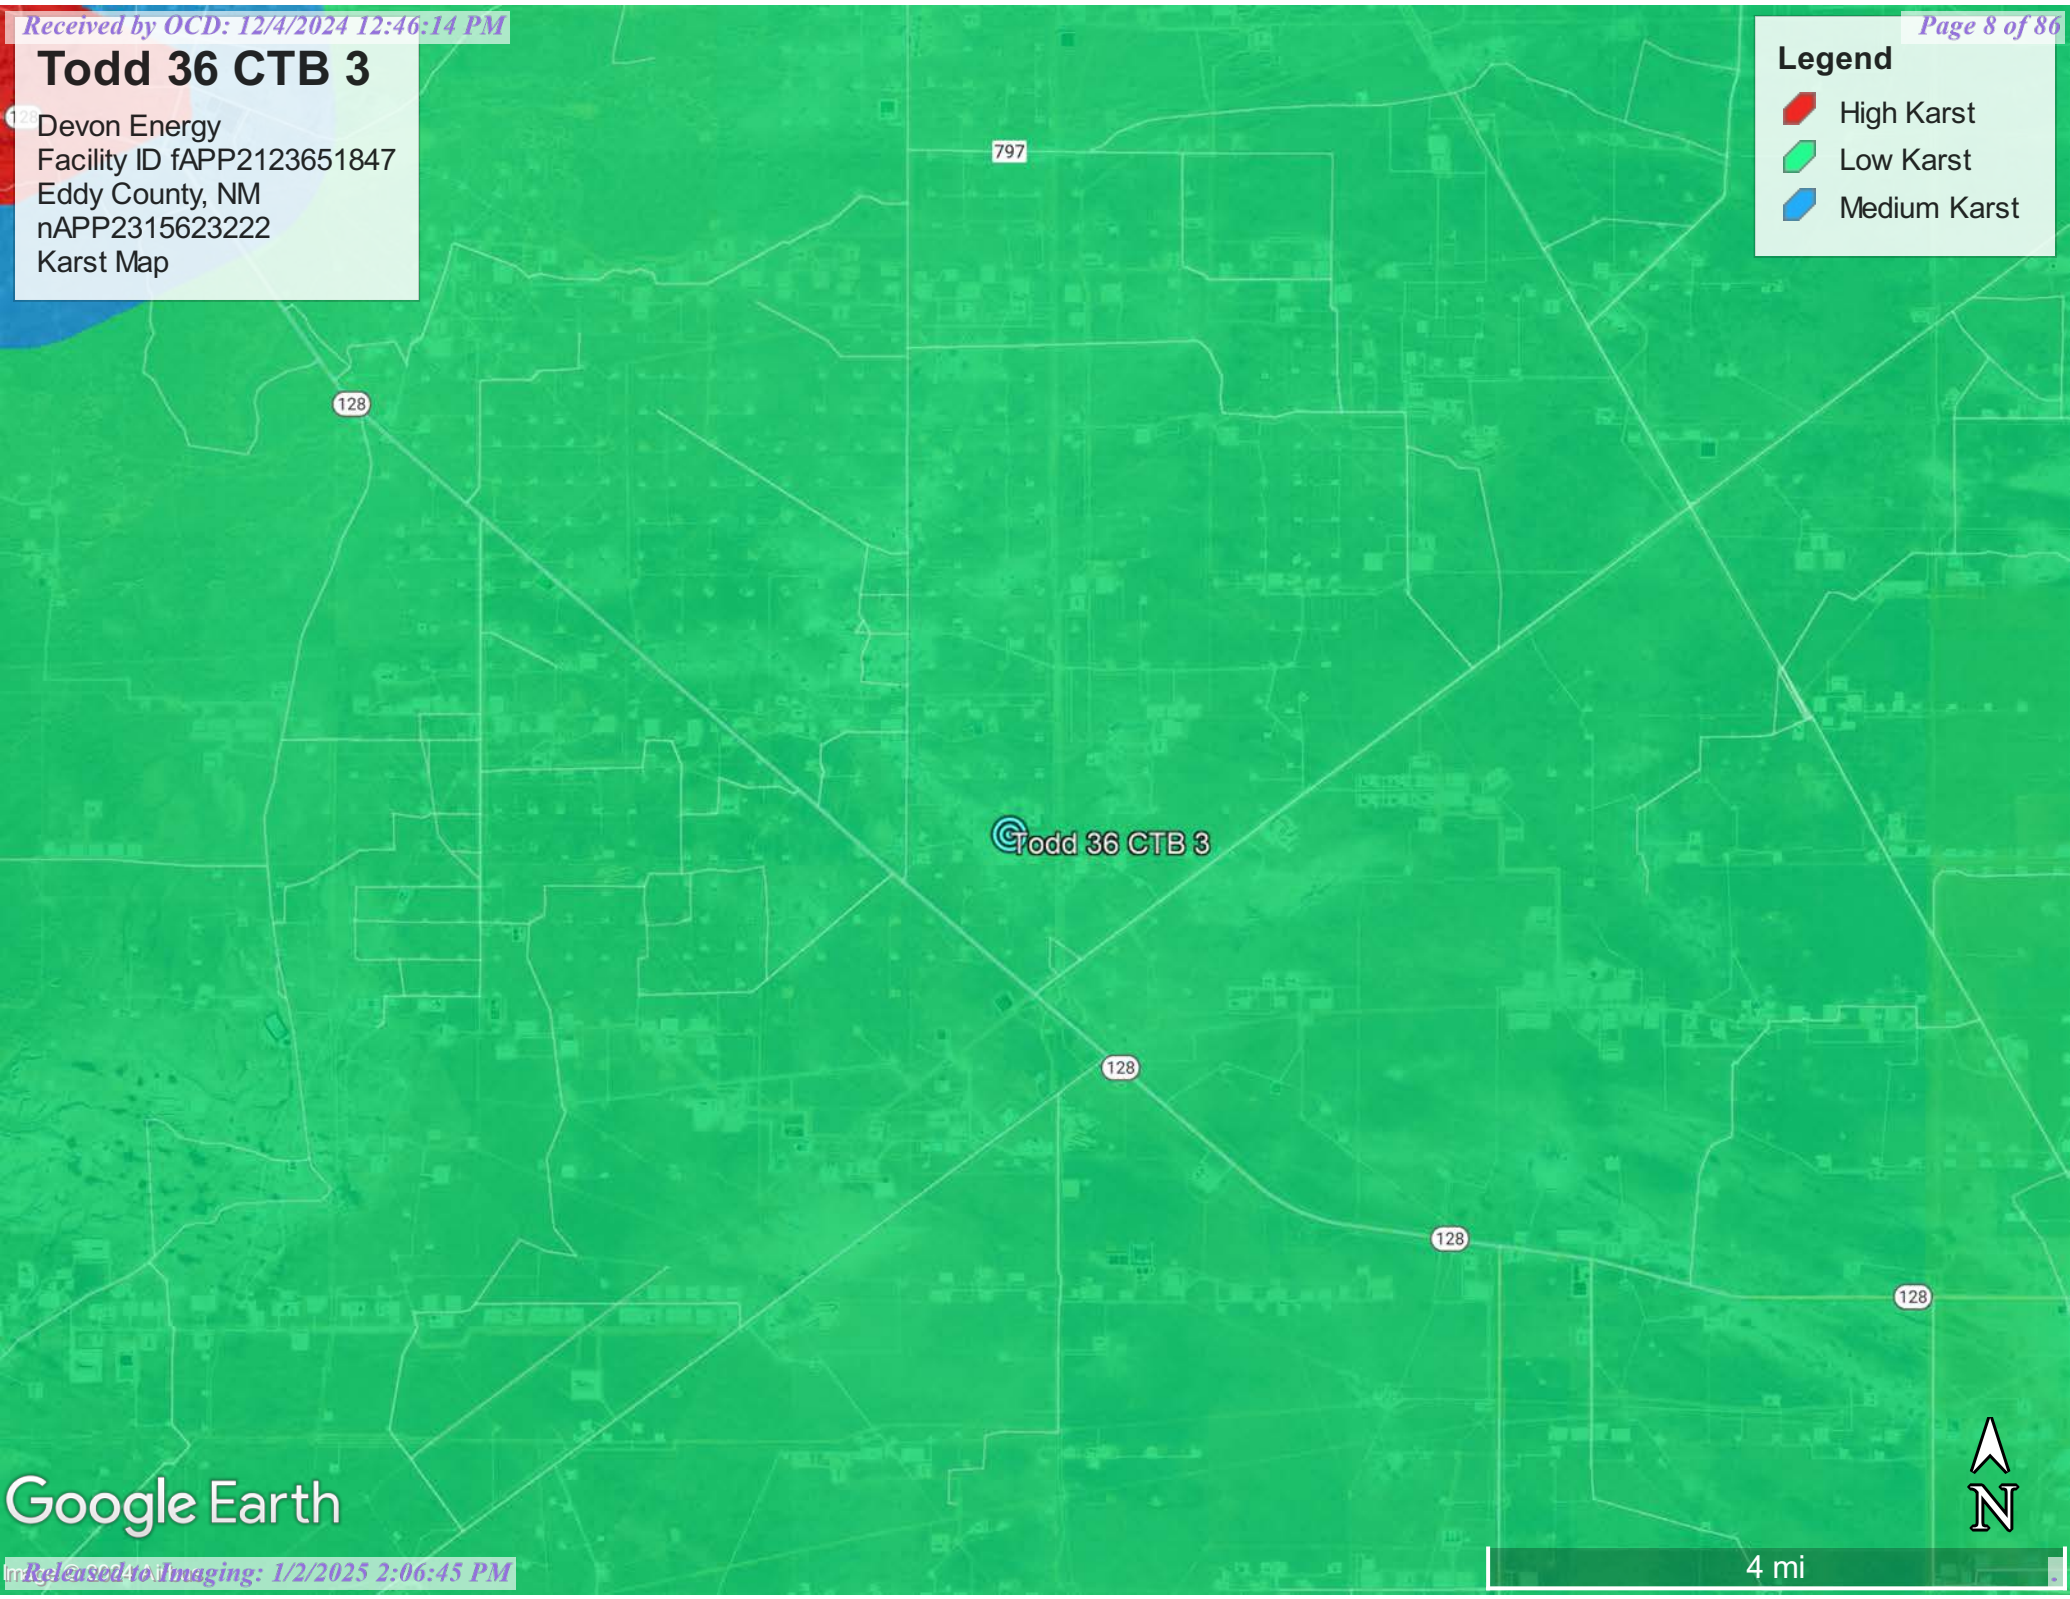 Received by OCD: 12/4/2024 12:46:14 PM
Page 8 of 86
Todd 36 CTB 3
Devon Energy
Facility ID fAPP2123651847
Eddy County, NM
nAPP2315623222
Karst Map
Legend
High Karst
Low Karst
Medium Karst
128
797
128
Todd 36 CTB 3
128
128
128
N
Google Earth
4 mi
Released to Imaging: 1/2/2025 2:06:45 PM